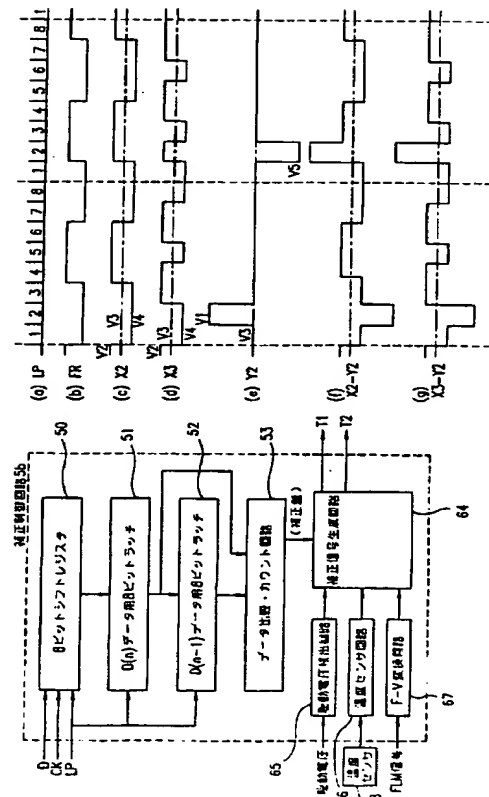 (a) LP
1 2 3 4 5 6 7 8 1 2 3 4 5 6 7 8 1
(b) FR
(c) X2
V2
V3
V4
(d) X3
V2
V3
V4
(e) Y2
V1
V3
V5
(f) X2-Y2
(g) X3-Y2
補正制御回路5b
D
CK
LP
8ビットシフトレジスタ
50
D(n)データ用8ビットラッチ
51
D(n-1)データ用8ビットラッチ
52
データ比較・カウント回路
53
(補正量)
補正信号生成回路
64
T1
T2
駆動電圧
駆動電圧検出回路
65
温度センサ
温度センサ回路
FLM信号
F-V変換回路
67